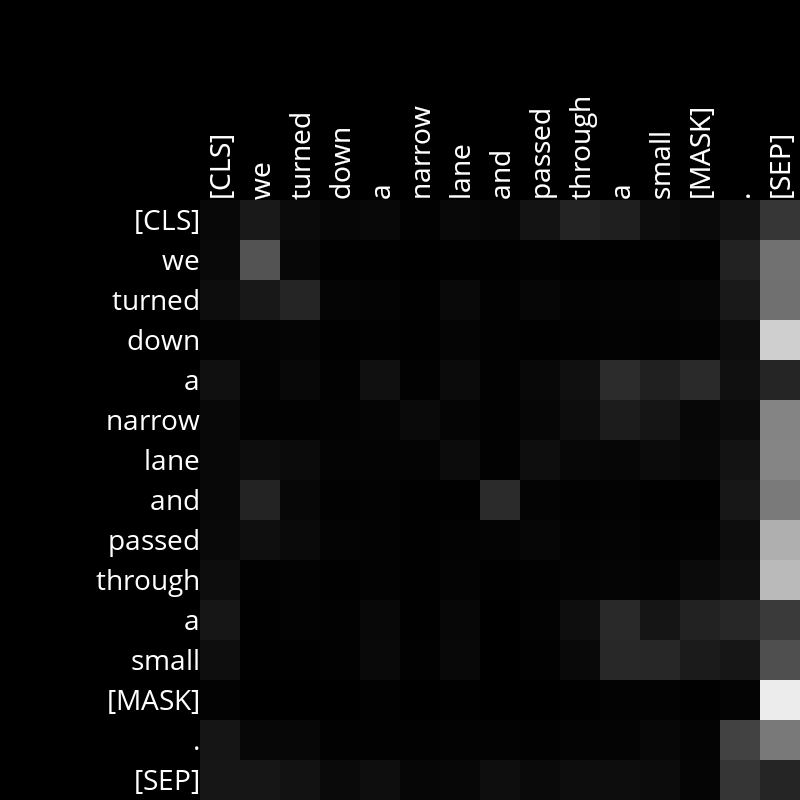 [CLS] we turned down a narrow lane and passed through a small [MASK] . [SEP]
[CLS]
we
turned
down
a
narrow
lane
and
passed
through
a
small
[MASK]
.
[SEP]